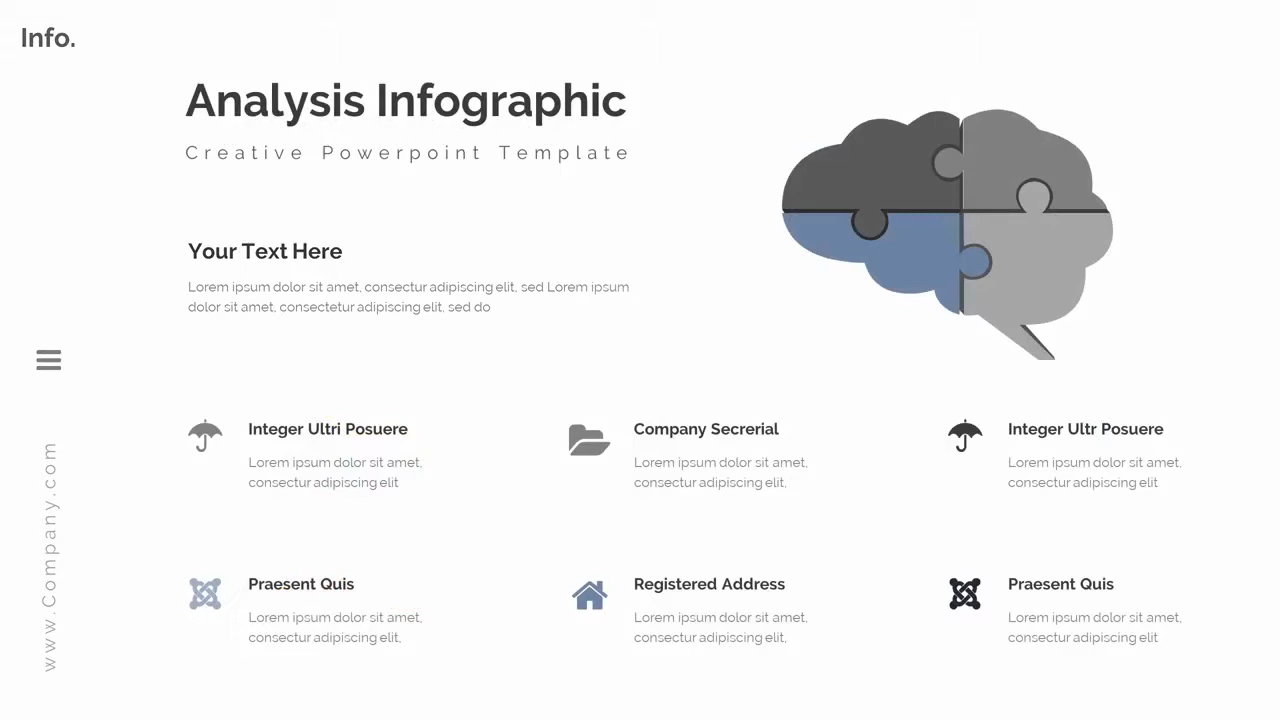 Info.
Analysis Infographic
Creative Powerpoint Template
Your Text Here
Lorem ipsum dolor sit amet, consectur adipiscing elit, sed Lorem ipsum
dolor sit amet, consectetur adipiscing elit, sed do
Integer Ultri Posuere
Lorem ipsum dolor sit amet,
consectur adipiscing elit
Company Secrerial
Lorem ipsum dolor sit amet,
consectur adipiscing elit,
Integer Ultr Posuere
Lorem ipsum dolor sit amet,
consectur adipiscing elit
Praesent Quis
Lorem ipsum dolor sit amet,
consectur adipiscing elit,
Registered Address
Lorem ipsum dolor sit amet,
consectur adipiscing elit,
Praesent Quis
Lorem ipsum dolor sit amet,
consectur adipiscing elit
www.Company.com